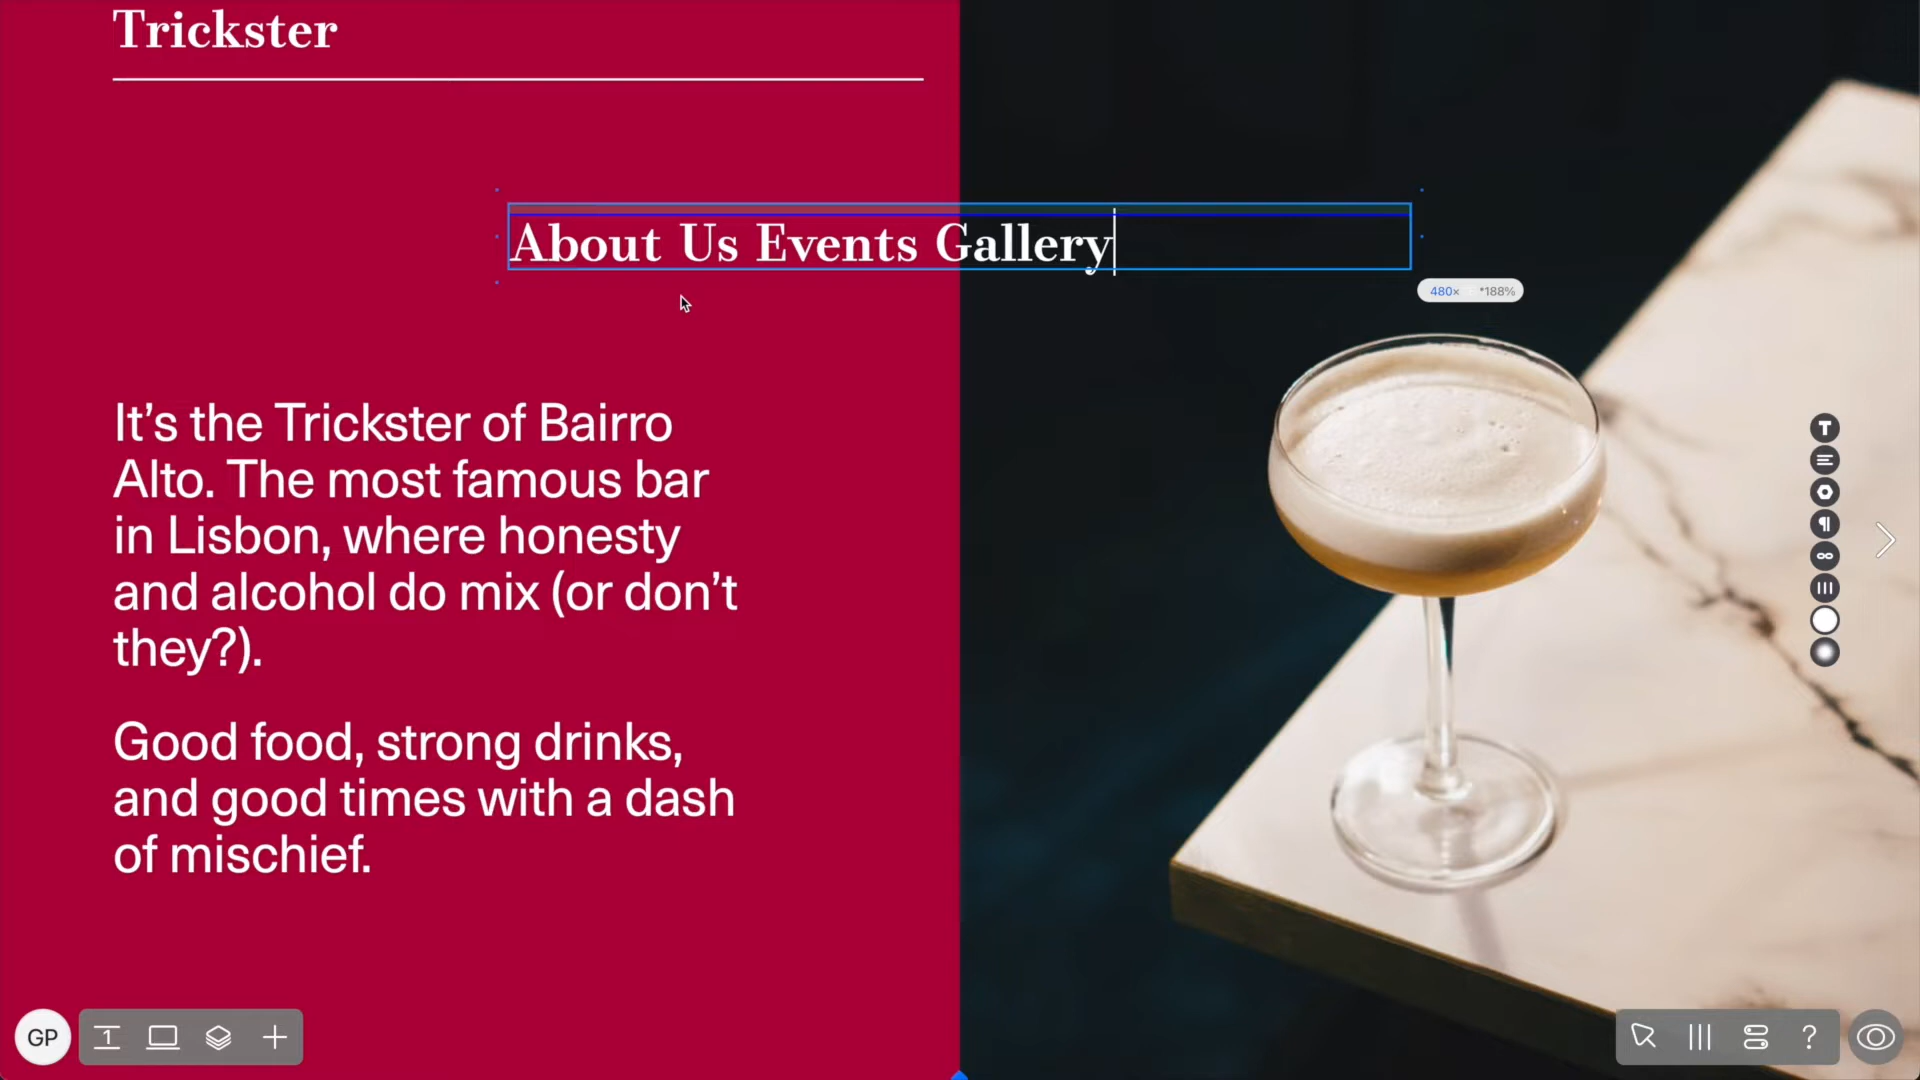 Trickster
About Us Events Gallery
480× *188%
It’s the Trickster of Bairro
Alto. The most famous bar
in Lisbon, where honesty
and alcohol do mix (or don’t
they?).
Good food, strong drinks,
and good times with a dash
of mischief.
GP
1
?